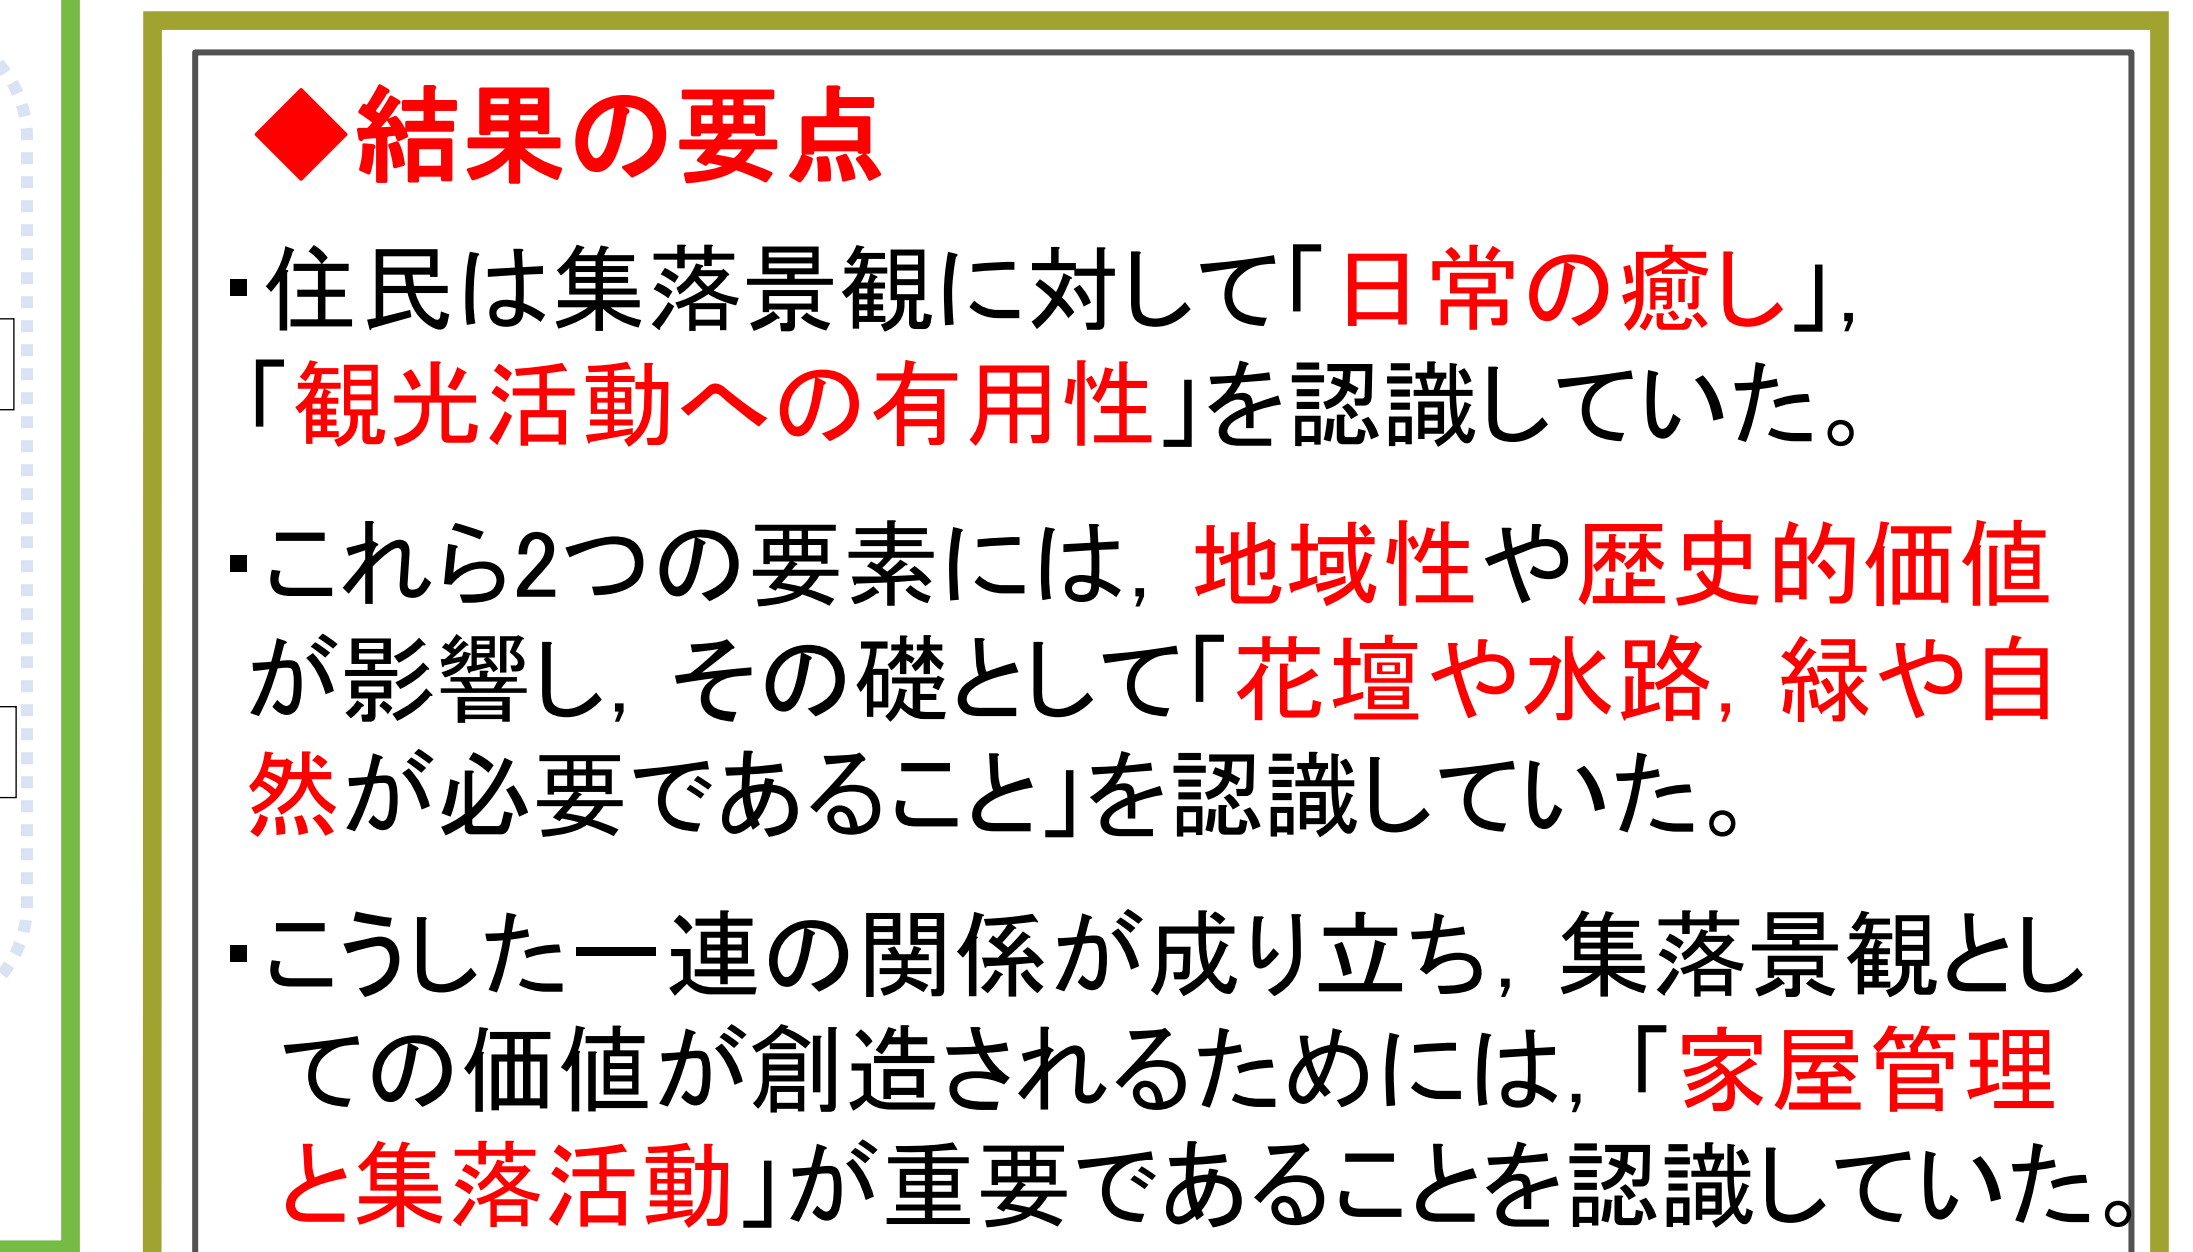 ◆結果の要点
・住民は集落景観に対して「日常の癒し」,
「観光活動への有用性」を認識していた。
・これら2つの要素には, 地域性や歴史的価値
が影響し, その礎として「花壇や水路, 緑や自
然が必要であること」を認識していた。
・こうした一連の関係が成り立ち, 集落景観とし
ての価値が創造されるためには, 「家屋管理
と集落活動」が重要であることを認識していた。